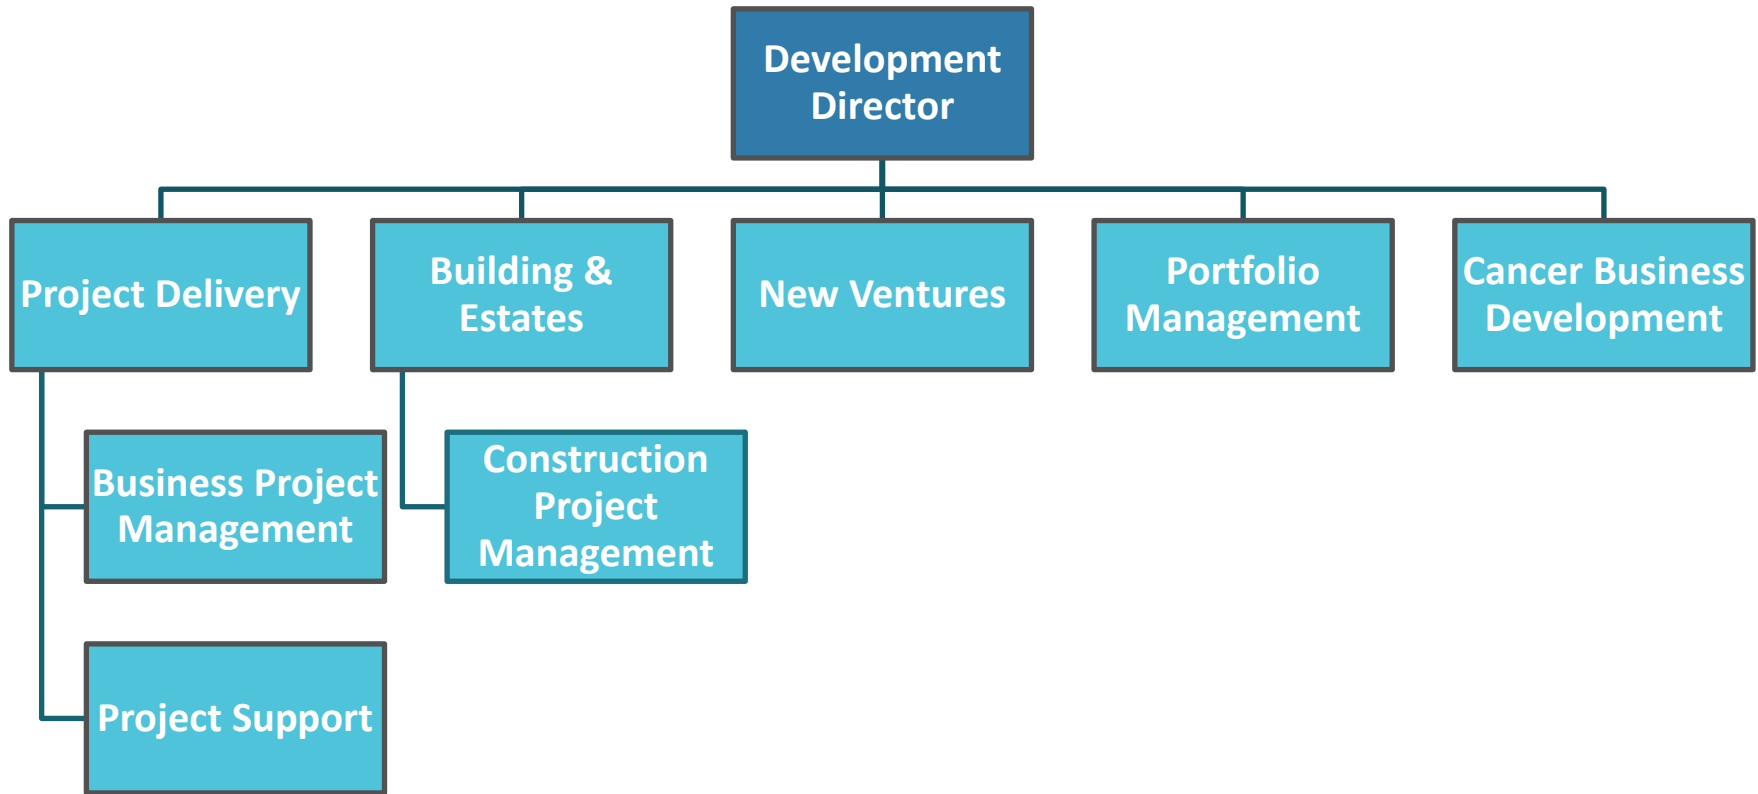 Development
Director
Project Delivery
Building &
Estates
New Ventures
Portfolio
Management
Cancer Business
Development
Business Project
Management
Construction
Project
Management
Project Support